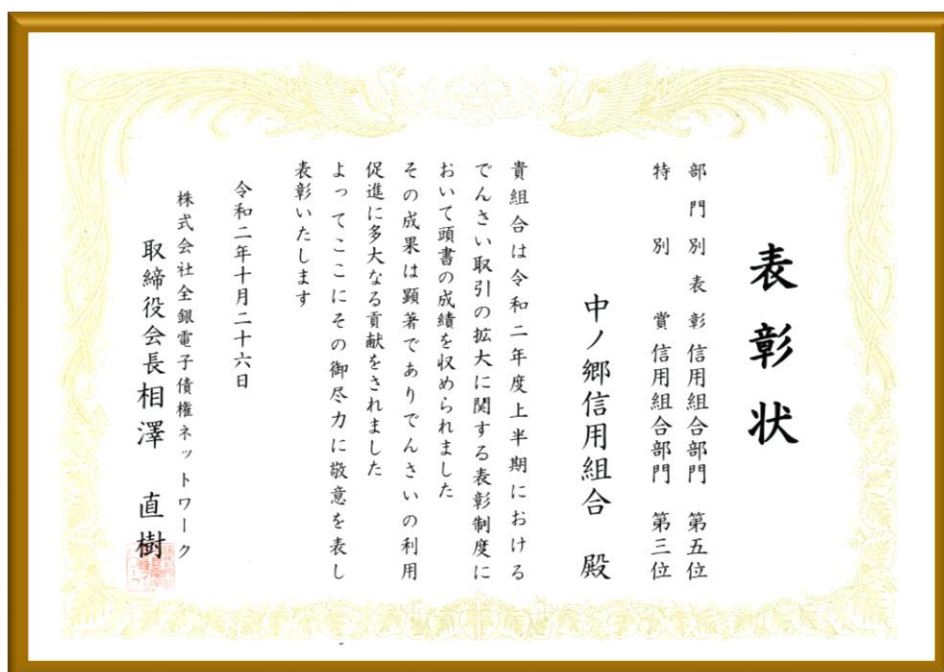 表彰状
部門別表彰信用組合部門 第五位
特別賞信用組合部門 第三位
中ノ郷信用組合 殿
貴組合は令和二年度上半期における
でんさい取引の拡大に関する表彰制度に
おいて頭書の成績を収められました
その成果は顕著でありでんさいの利用
促進に多大なる貢献をされました
よってここにその御尽力に敬意を表し
表彰いたします
令和二年十月二十六日
株式会社全銀電子債権ネットワーク
取締役会長相澤 直樹